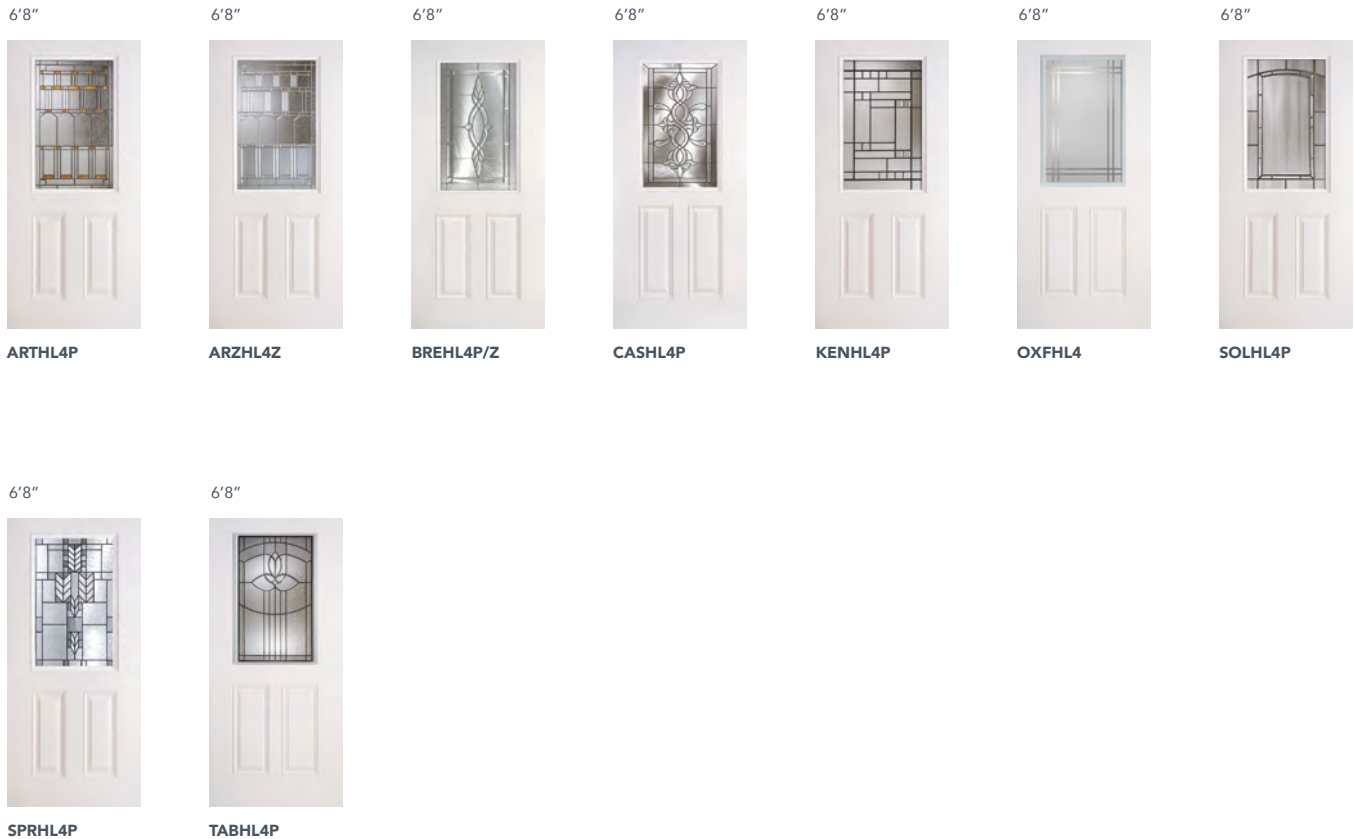 6'8” 6'8” 6'8” 6'8” 6'8” 6'8” 6'8”
ARTHL4P ARZHL4Z BREHL4P/Z CASHL4P KENHL4P OXFHL4 SOLHL4P
6'8” 6'8”
SPRHL4P TABHL4P